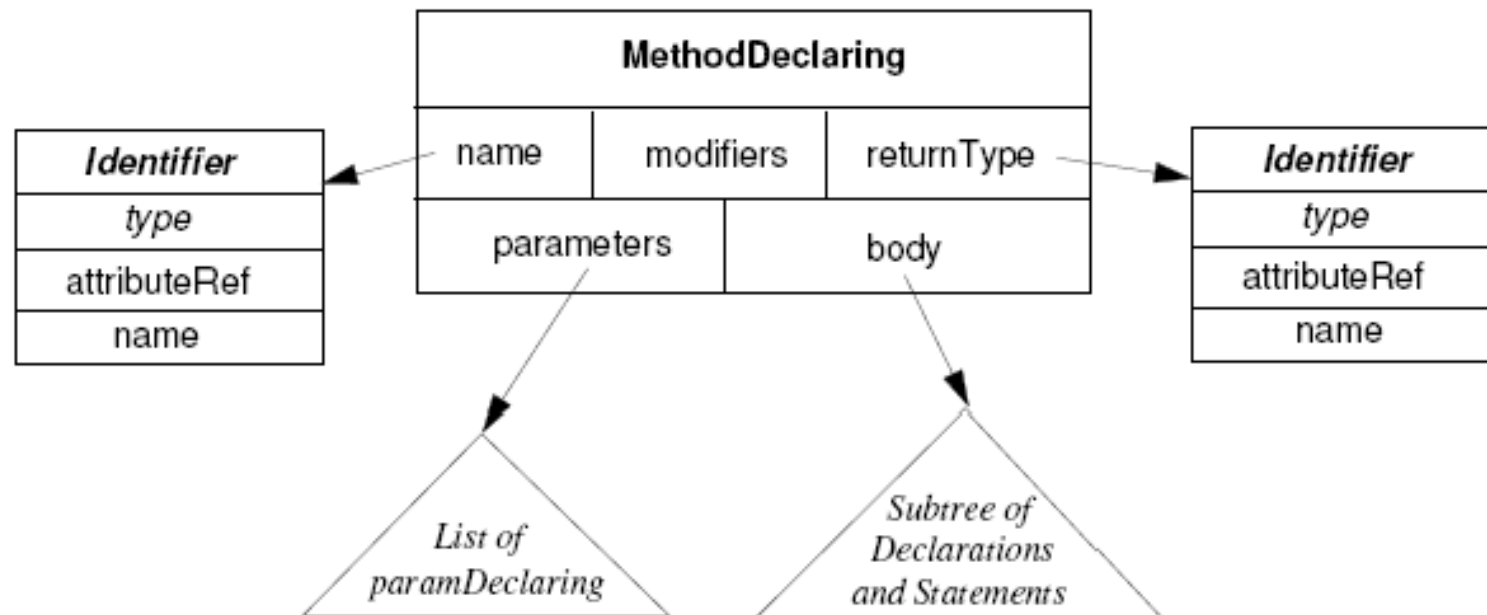 MethodDeclaring
name modifiers returnType
parameters body
Identifier
type
attributeRef
name
Identifier
type
attributeRef
name
List of
paramDeclaring
Subtree of
Declarations
and Statements